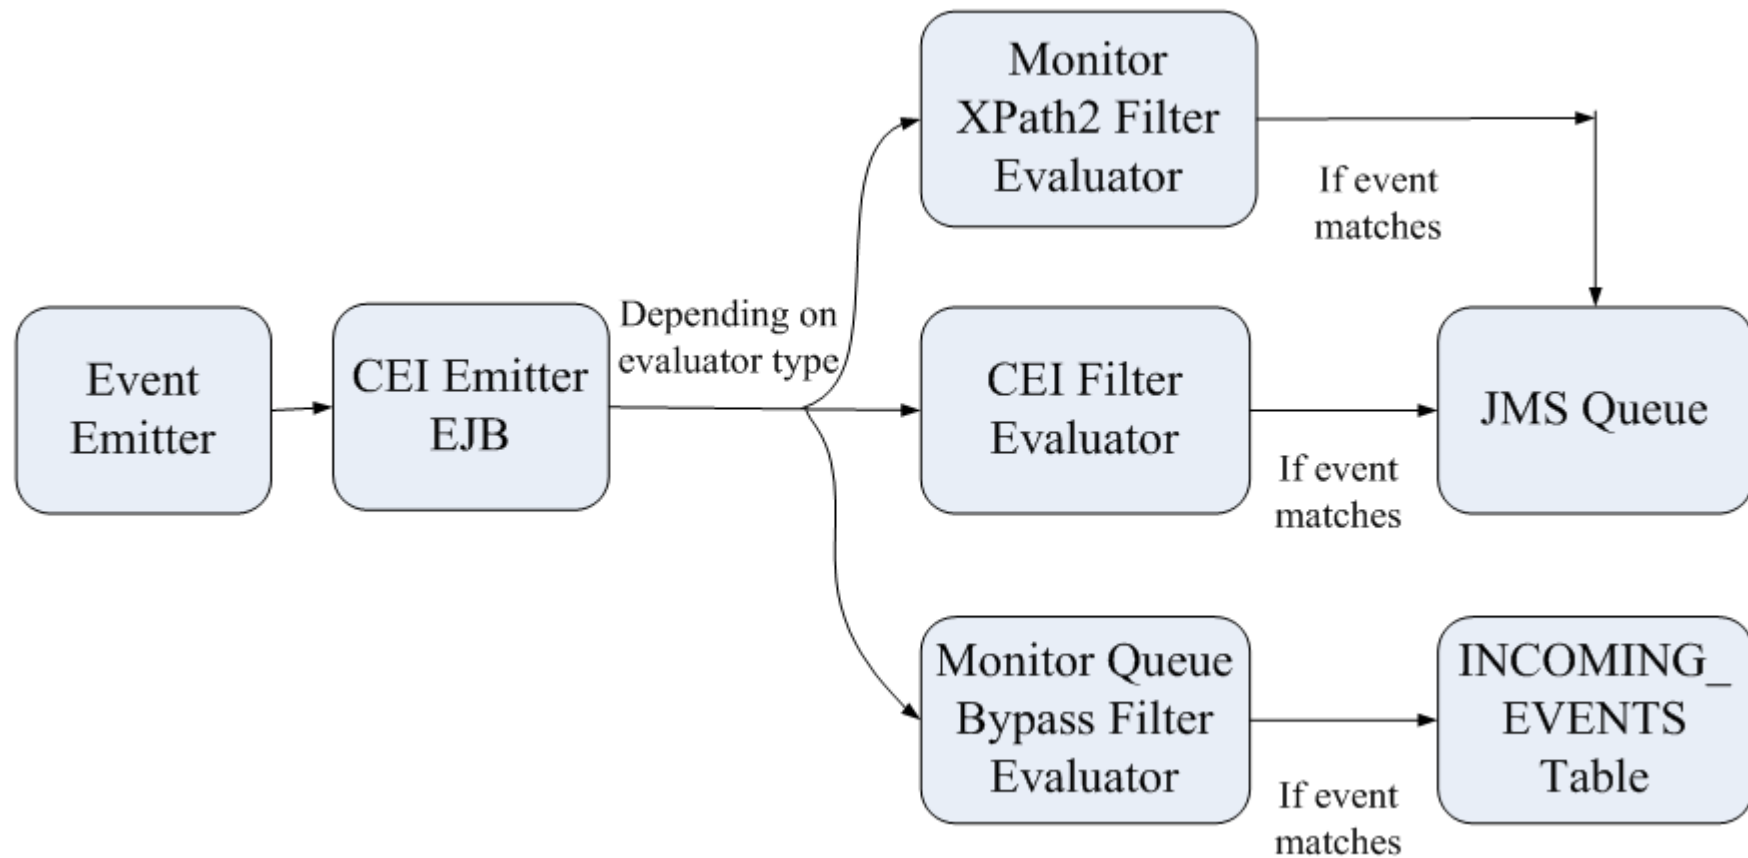 Event
Emitter
CEI Emitter
EJB
Depending on
evaluator type
Monitor
XPath2 Filter
Evaluator
If event
matches
CEI Filter
Evaluator
If event
matches
JMS Queue
Monitor Queue
Bypass Filter
Evaluator
If event
matches
INCOMING_
EVENTS
Table